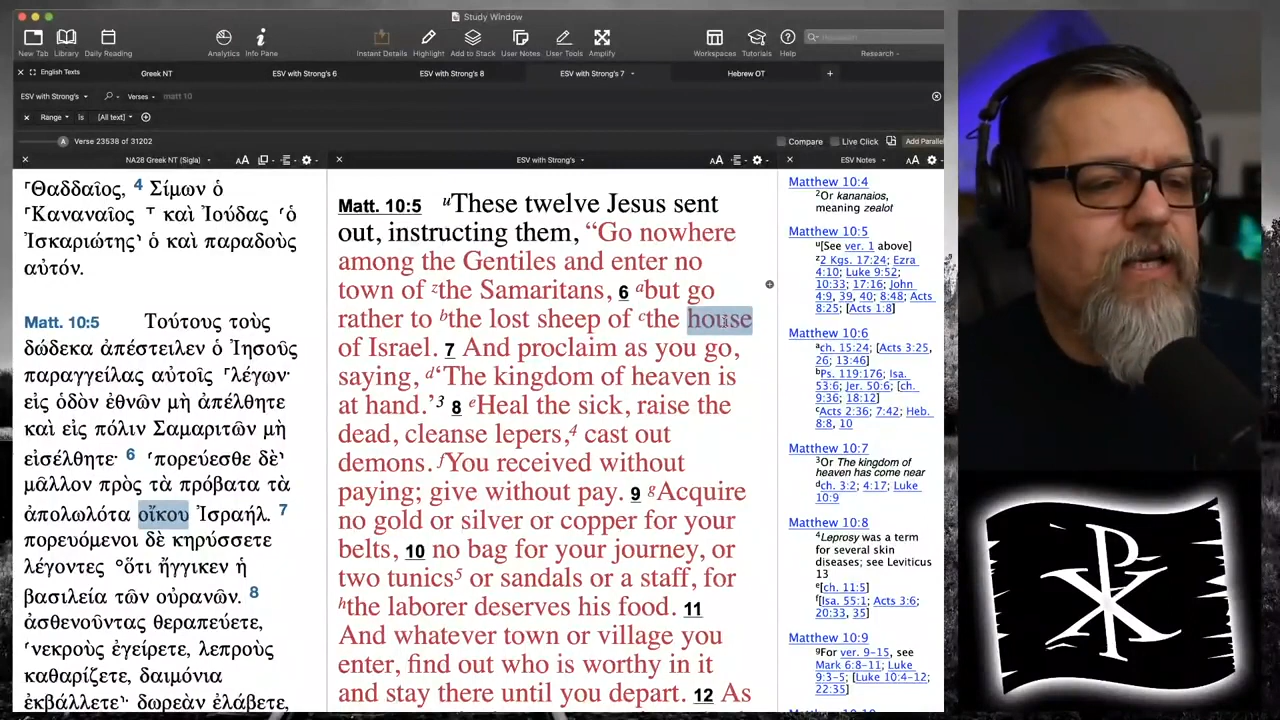 Study Window
New Tab Library Daily Reading Analytics Info Pane Instant Details Highlight Add to Stack User Notes User Tools Amplify Workspaces Tutorials Help Research
English Texts Greek NT ESV with Strong's 6 ESV with Strong's 8 ESV with Strong's 7 Hebrew OT +
ESV with Strong's Verses matt 10
Range is [All text]
A Verse 23538 of 31202 Compare Live Click Add Parallel
NA28 Greek NT (Sigla)
⸀Θαδδαῖος, 4 Σίμων ὁ
⸀Καναναῖος ⸆ καὶ Ἰούδας ⸂ὁ
Ἰσκαριώτης⸃ ὁ καὶ παραδοὺς
αὐτόν.
Matt. 10:5 Τούτους τοὺς
δώδεκα ἀπέστειλεν ὁ Ἰησοῦς
παραγγείλας αὐτοῖς ⸀λέγων·
εἰς ὁδὸν ἐθνῶν μὴ ἀπέλθητε
καὶ εἰς πόλιν Σαμαριτῶν μὴ
εἰσέλθητε· 6 ⸂πορεύεσθε δὲ⸃
μᾶλλον πρὸς τὰ πρόβατα τὰ
ἀπολωλότα οἴκου Ἰσραήλ. 7
πορευόμενοι δὲ κηρύσσετε
λέγοντες °ὅτι ἤγγικεν ἡ
βασιλεία τῶν οὐρανῶν. 8
ἀσθενοῦντας θεραπεύετε,
⸂νεκροὺς ἐγείρετε, λεπροὺς
καθαρίζετε, δαιμόνια
ἐκβάλλετε⸃· δωρεὰν ἐλάβετε,
ESV with Strong's
Matt. 10:5 uThese twelve Jesus sent
out, instructing them, “Go nowhere
among the Gentiles and enter no
town of zthe Samaritans, 6 abut go
rather to bthe lost sheep of cthe house
of Israel. 7 And proclaim as you go,
saying, d‘The kingdom of heaven is
at hand.’3 8 eHeal the sick, raise the
dead, cleanse lepers,4 cast out
demons. fYou received without
paying; give without pay. 9 gAcquire
no gold or silver or copper for your
belts, 10 no bag for your journey, or
two tunics5 or sandals or a staff, for
hthe laborer deserves his food. 11
And whatever town or village you
enter, find out who is worthy in it
and stay there until you depart. 12 As
ESV Notes
Matthew 10:4
2Or kananaios,
meaning zealot
Matthew 10:5
u[See ver. 1 above]
z2 Kgs. 17:24; Ezra
4:10; Luke 9:52;
10:33; 17:16; John
4:9, 39, 40; 8:48; Acts
8:25; [Acts 1:8]
Matthew 10:6
ach. 15:24; [Acts 3:25,
26; 13:46]
bPs. 119:176; Isa.
53:6; Jer. 50:6; [ch.
9:36; 18:12]
cActs 2:36; 7:42; Heb.
8:8, 10
Matthew 10:7
3Or The kingdom of
heaven has come near
dch. 3:2; 4:17; Luke
10:9
Matthew 10:8
4Leprosy was a term
for several skin
diseases; see Leviticus
13
e[ch. 11:5]
f[Isa. 55:1; Acts 3:6;
20:33, 35]
Matthew 10:9
gFor ver. 9-15, see
Mark 6:8-11; Luke
9:3-5; [Luke 10:4-12;
22:35]